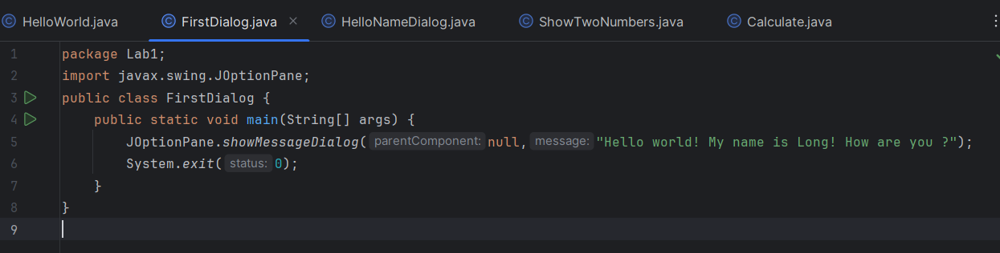 HelloWorld.java FirstDialog.java HelloNameDialog.java ShowTwoNumbers.java Calculate.java
1 package Lab1;
2 import javax.swing.JOptionPane;
3 public class FirstDialog {
4 public static void main(String[] args) {
5 JOptionPane.showMessageDialog( parentComponent: null, message: "Hello world! My name is Long! How are you ?");
6 System.exit( status: 0);
7 }
8 }
9